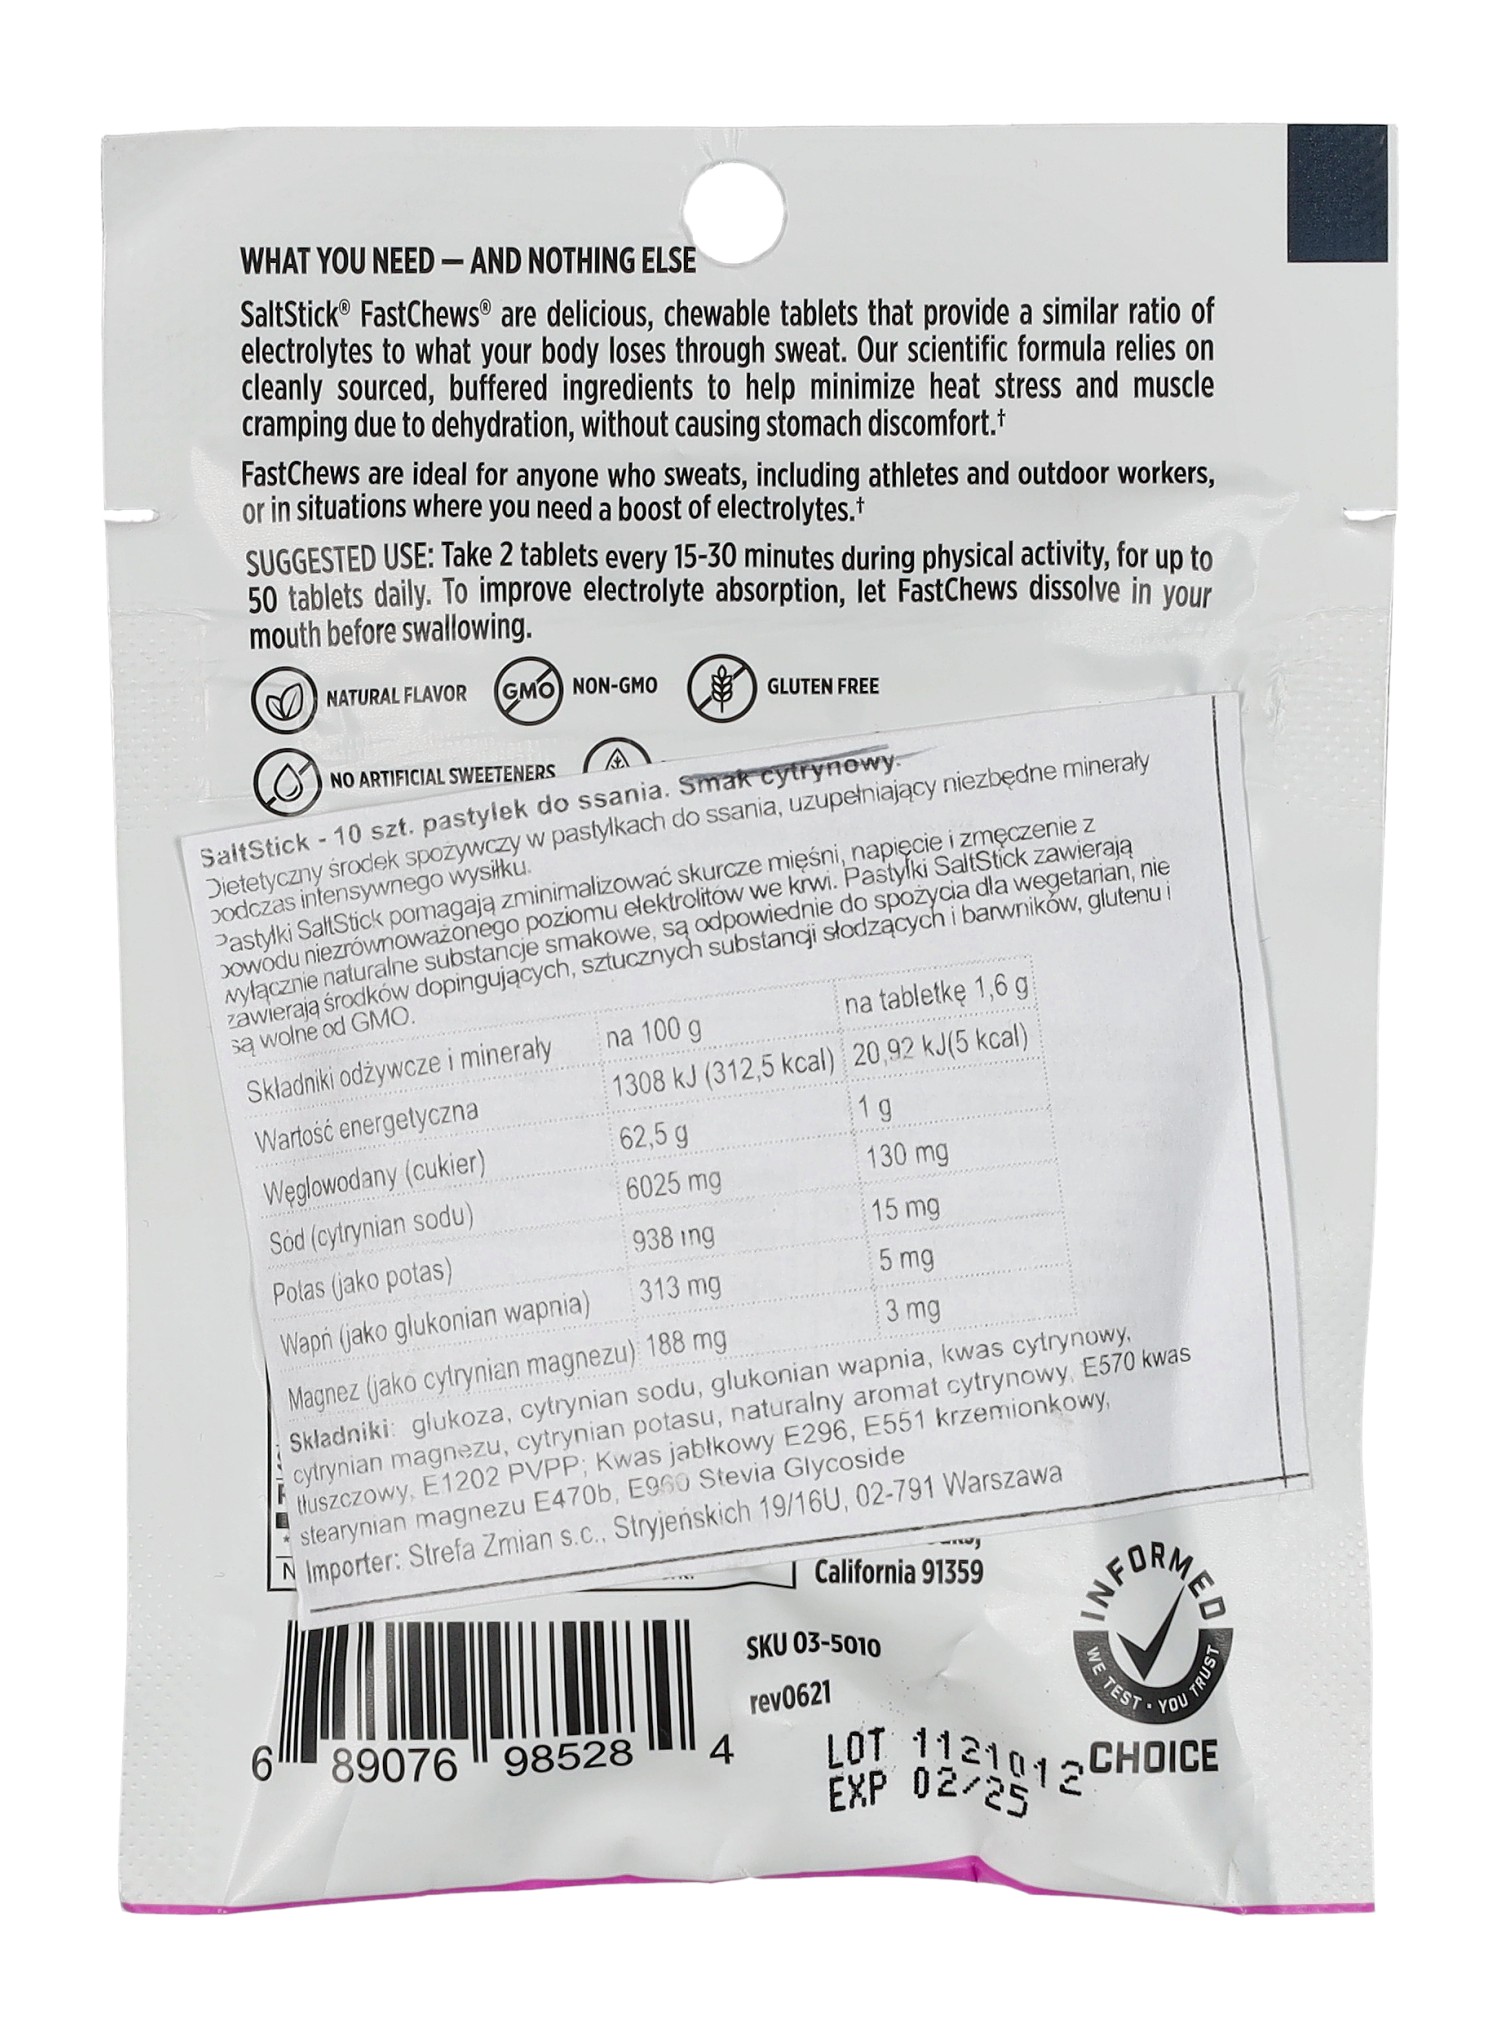 WHAT YOU NEED — AND NOTHING ELSE
SaltStick® FastChews® are delicious, chewable tablets that provide a similar ratio of
electrolytes to what your body loses through sweat. Our scientific formula relies on
cleanly sourced, buffered ingredients to help minimize heat stress and muscle
cramping due to dehydration, without causing stomach discomfort.†
FastChews are ideal for anyone who sweats, including athletes and outdoor workers,
or in situations where you need a boost of electrolytes.†
SUGGESTED USE: Take 2 tablets every 15-30 minutes during physical activity, for up to
50 tablets daily. To improve electrolyte absorption, let FastChews dissolve in your
mouth before swallowing.
NATURAL FLAVOR GMO NON-GMO GLUTEN FREE
NO ARTIFICIAL SWEETENERS
SaltStick - 10 szt. pastylek do ssania. Smak cytrynowy.
Dietetyczny środek spożywczy w pastylkach do ssania, uzupełniający niezbędne minerały
podczas intensywnego wysiłku.
Pastylki SaltStick pomagają zminimalizować skurcze mięśni, napięcie i zmęczenie z
powodu niezrównoważonego poziomu elektrolitów we krwi. Pastylki SaltStick zawierają
wyłącznie naturalne substancje smakowe, są odpowiednie do spożycia dla wegetarian, nie
zawierają środków dopingujących, sztucznych substancji słodzących i barwników, glutenu i
są wolne od GMO.
Składniki odżywcze i minerały na 100 g na tabletkę 1,6 g
Wartość energetyczna 1308 kJ (312,5 kcal) 20,92 kJ(5 kcal)
Węglowodany (cukier) 62,5 g 1 g
Sód (cytrynian sodu) 6025 mg 130 mg
Potas (jako potas) 938 mg 15 mg
Wapń (jako glukonian wapnia) 313 mg 5 mg
Magnez (jako cytrynian magnezu) 188 mg 3 mg
Składniki: glukoza, cytrynian sodu, glukonian wapnia, kwas cytrynowy,
cytrynian magnezu, cytrynian potasu, naturalny aromat cytrynowy, E570 kwas
tłuszczowy, E1202 PVPP; Kwas jabłkowy E296, E551 krzemionkowy,
stearynian magnezu E470b, E960 Stevia Glycoside
Importer: Strefa Zmian s.c., Stryjeńskich 19/16U, 02-791 Warszawa
*
N
California 91359
INFORMED
WE TEST · YOU TRUST
CHOICE
SKU 03-5010
rev0621
6 89076 98528 4
LOT 1121012
EXP 02/25